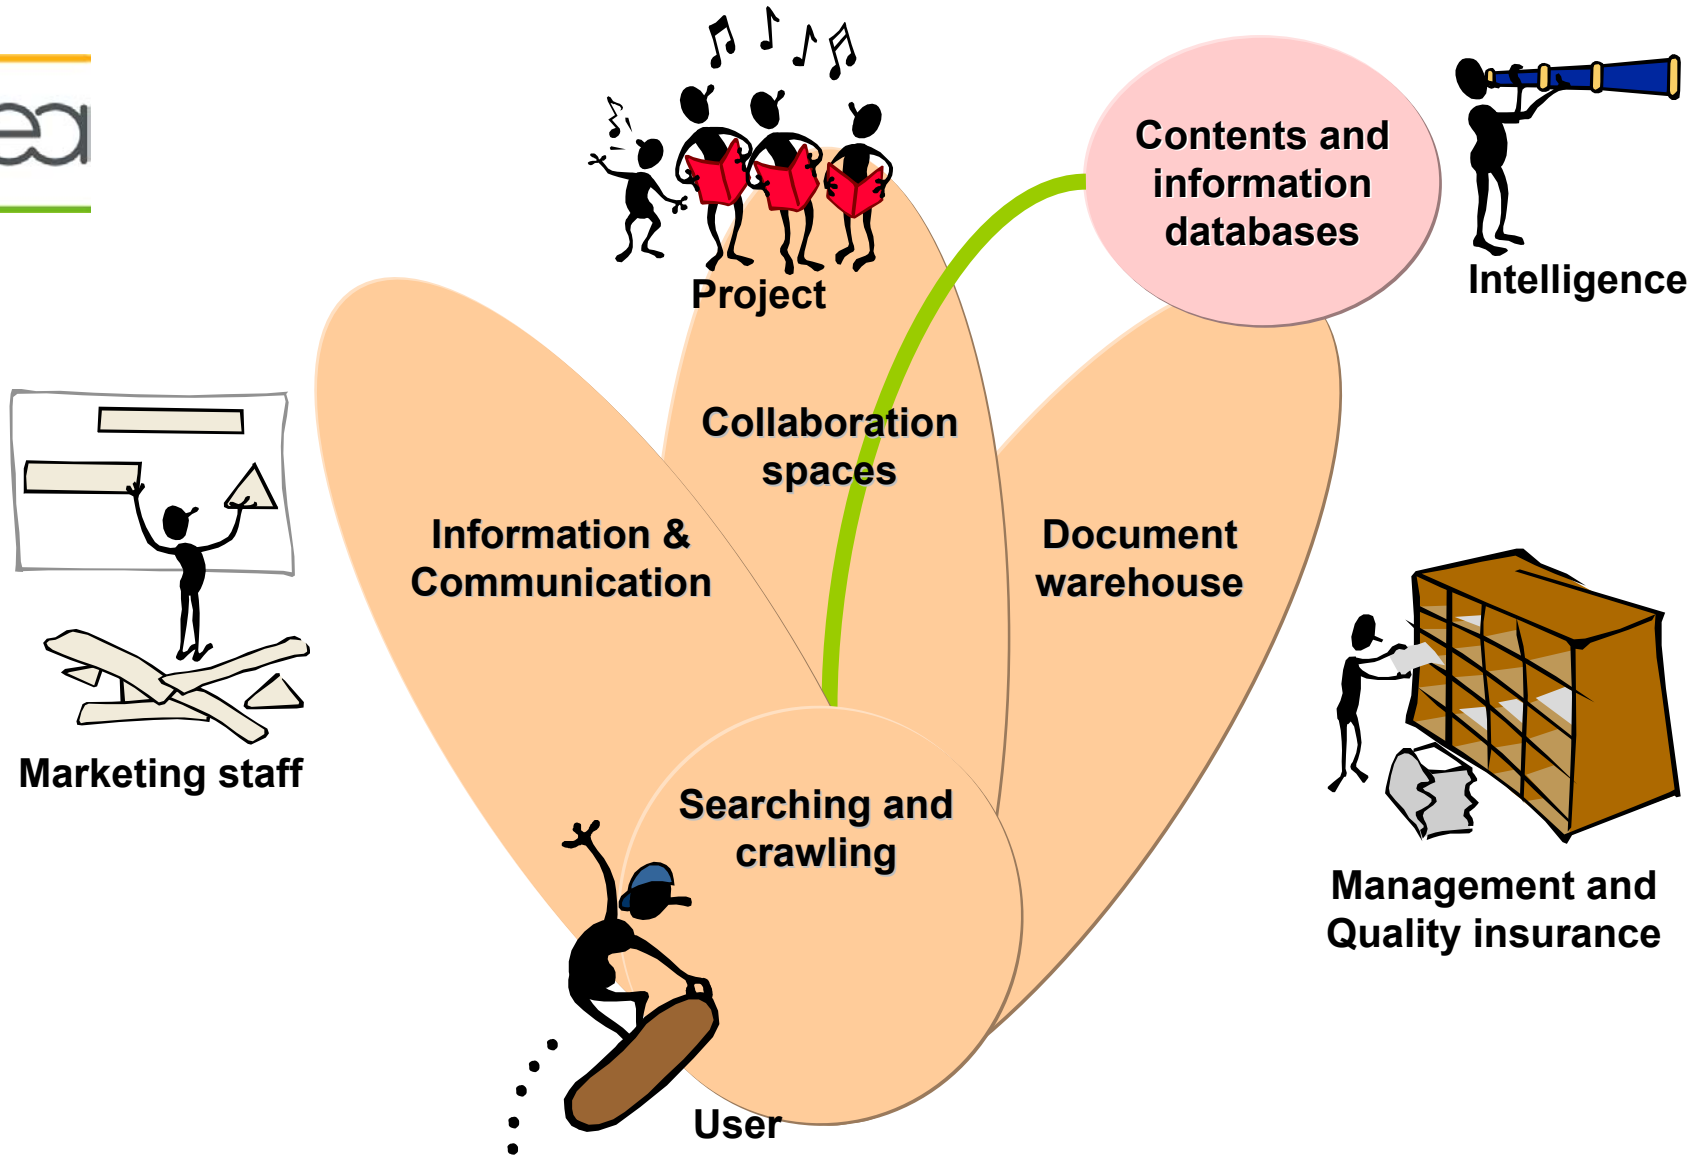 ea
Contents and
information
databases
Intelligence
Project
Collaboration
spaces
Information &
Communication
Document
warehouse
Marketing staff
Searching and
crawling
Management and
Quality insurance
User